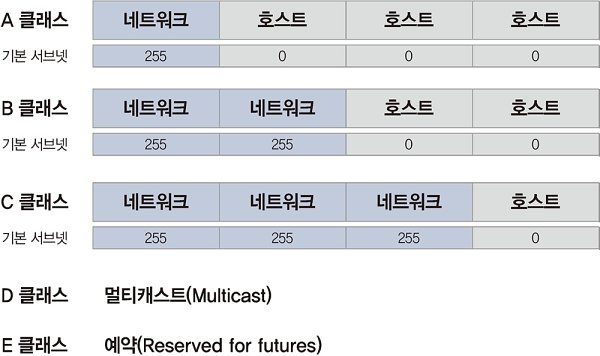 A 클래스 네트워크 호스트 호스트 호스트
기본 서브넷 255 0 0 0
B 클래스 네트워크 네트워크 호스트 호스트
기본 서브넷 255 255 0 0
C 클래스 네트워크 네트워크 네트워크 호스트
기본 서브넷 255 255 255 0
D 클래스 멀티캐스트(Multicast)
E 클래스 예약(Reserved for futures)